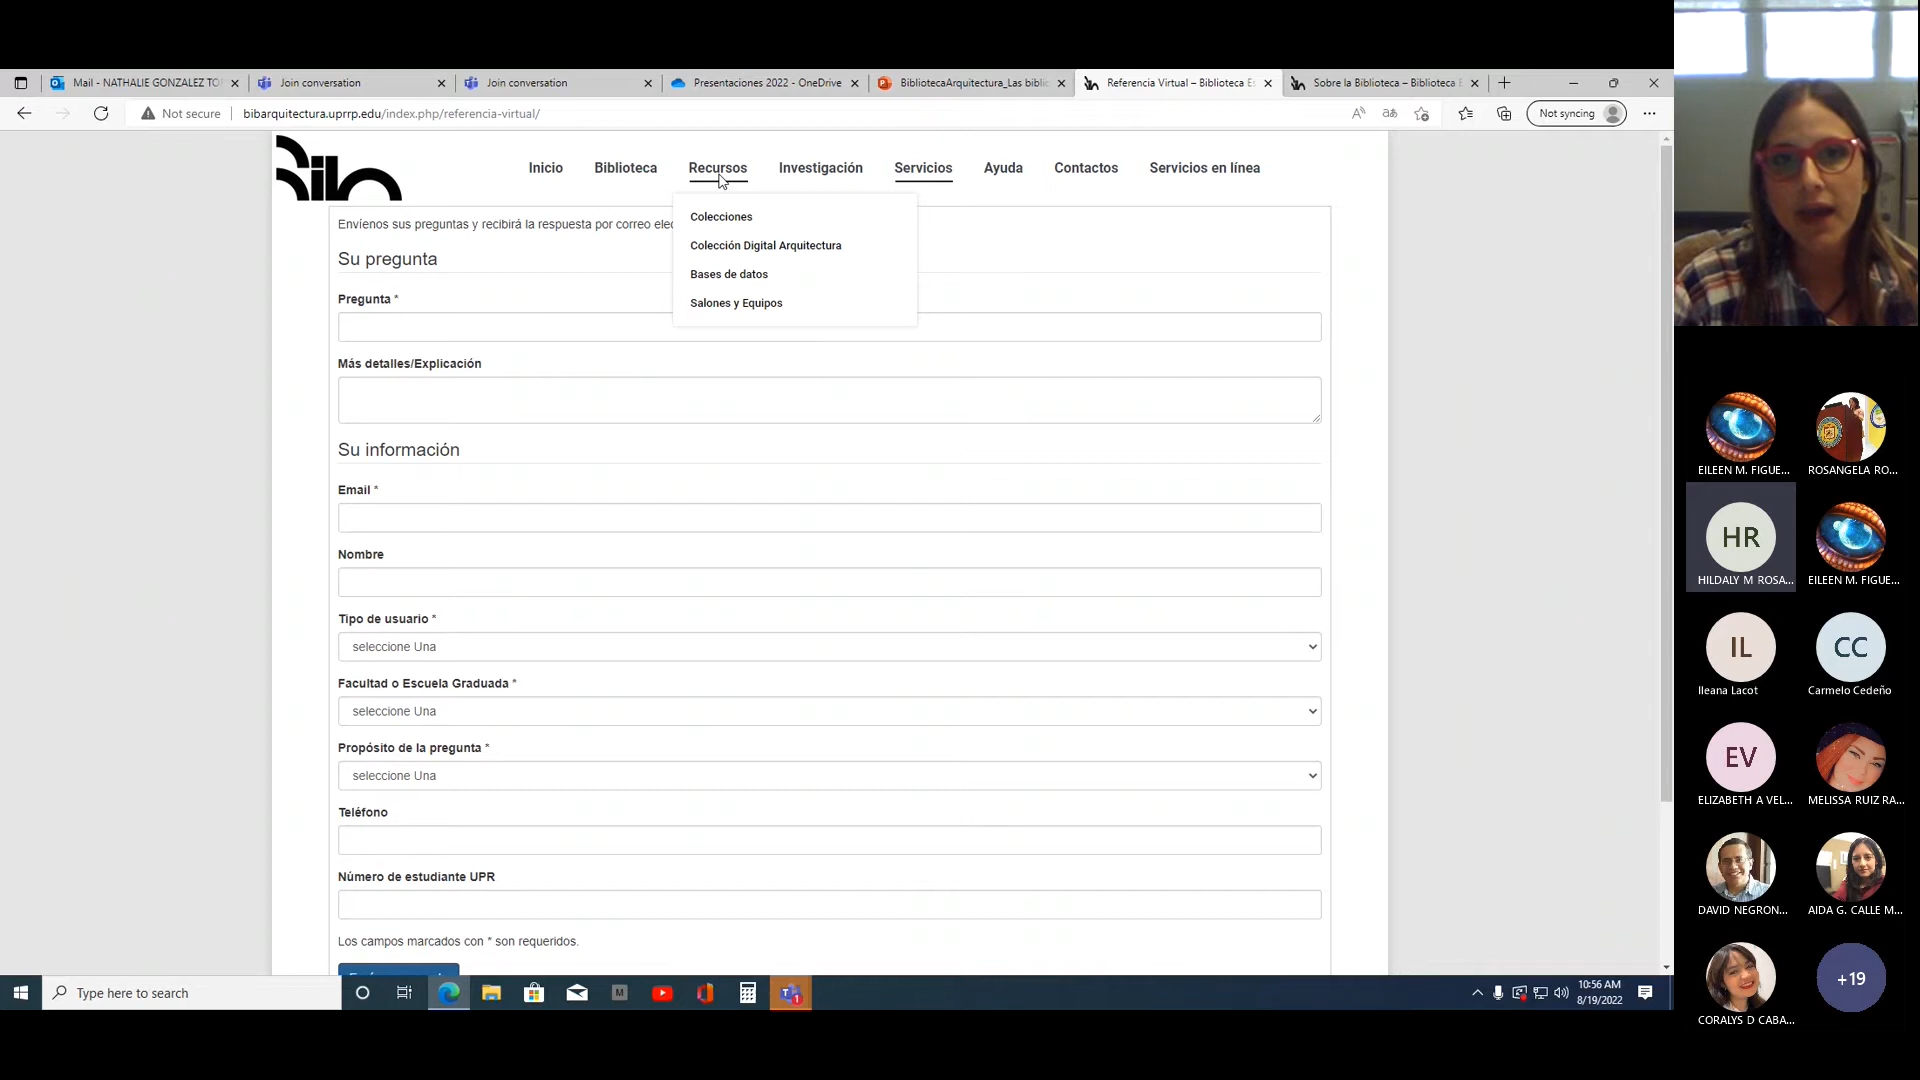 Mail - NATHALIE GONZALEZ TO
Join conversation
Join conversation
Presentaciones 2022 - OneDrive
BibliotecaArquitectura_Las biblio
Referencia Virtual – Biblioteca Es
Sobre la Biblioteca – Biblioteca E
Not secure
bibarquitectura.uprrp.edu/index.php/referencia-virtual/
Not syncing
Inicio
Biblioteca
Recursos
Investigación
Servicios
Ayuda
Contactos
Servicios en línea
Colecciones
Colección Digital Arquitectura
Bases de datos
Salones y Equipos
Envíenos sus preguntas y recibirá la respuesta por correo elec
Su pregunta
Pregunta *
Más detalles/Explicación
Su información
Email *
Nombre
Tipo de usuario *
seleccione Una
Facultad o Escuela Graduada *
seleccione Una
Propósito de la pregunta *
seleccione Una
Teléfono
Número de estudiante UPR
Los campos marcados con * son requeridos.
Type here to search
10:56 AM
8/19/2022
EILEEN M. FIGUE...
ROSANGELA RO...
HR
HILDALY M ROSA...
EILEEN M. FIGUE...
IL
Ileana Lacot
CC
Carmelo Cedeño
EV
ELIZABETH A VEL...
MELISSA RUIZ RA...
DAVID NEGRON...
AIDA G. CALLE M...
CORALYS D CABA...
+19